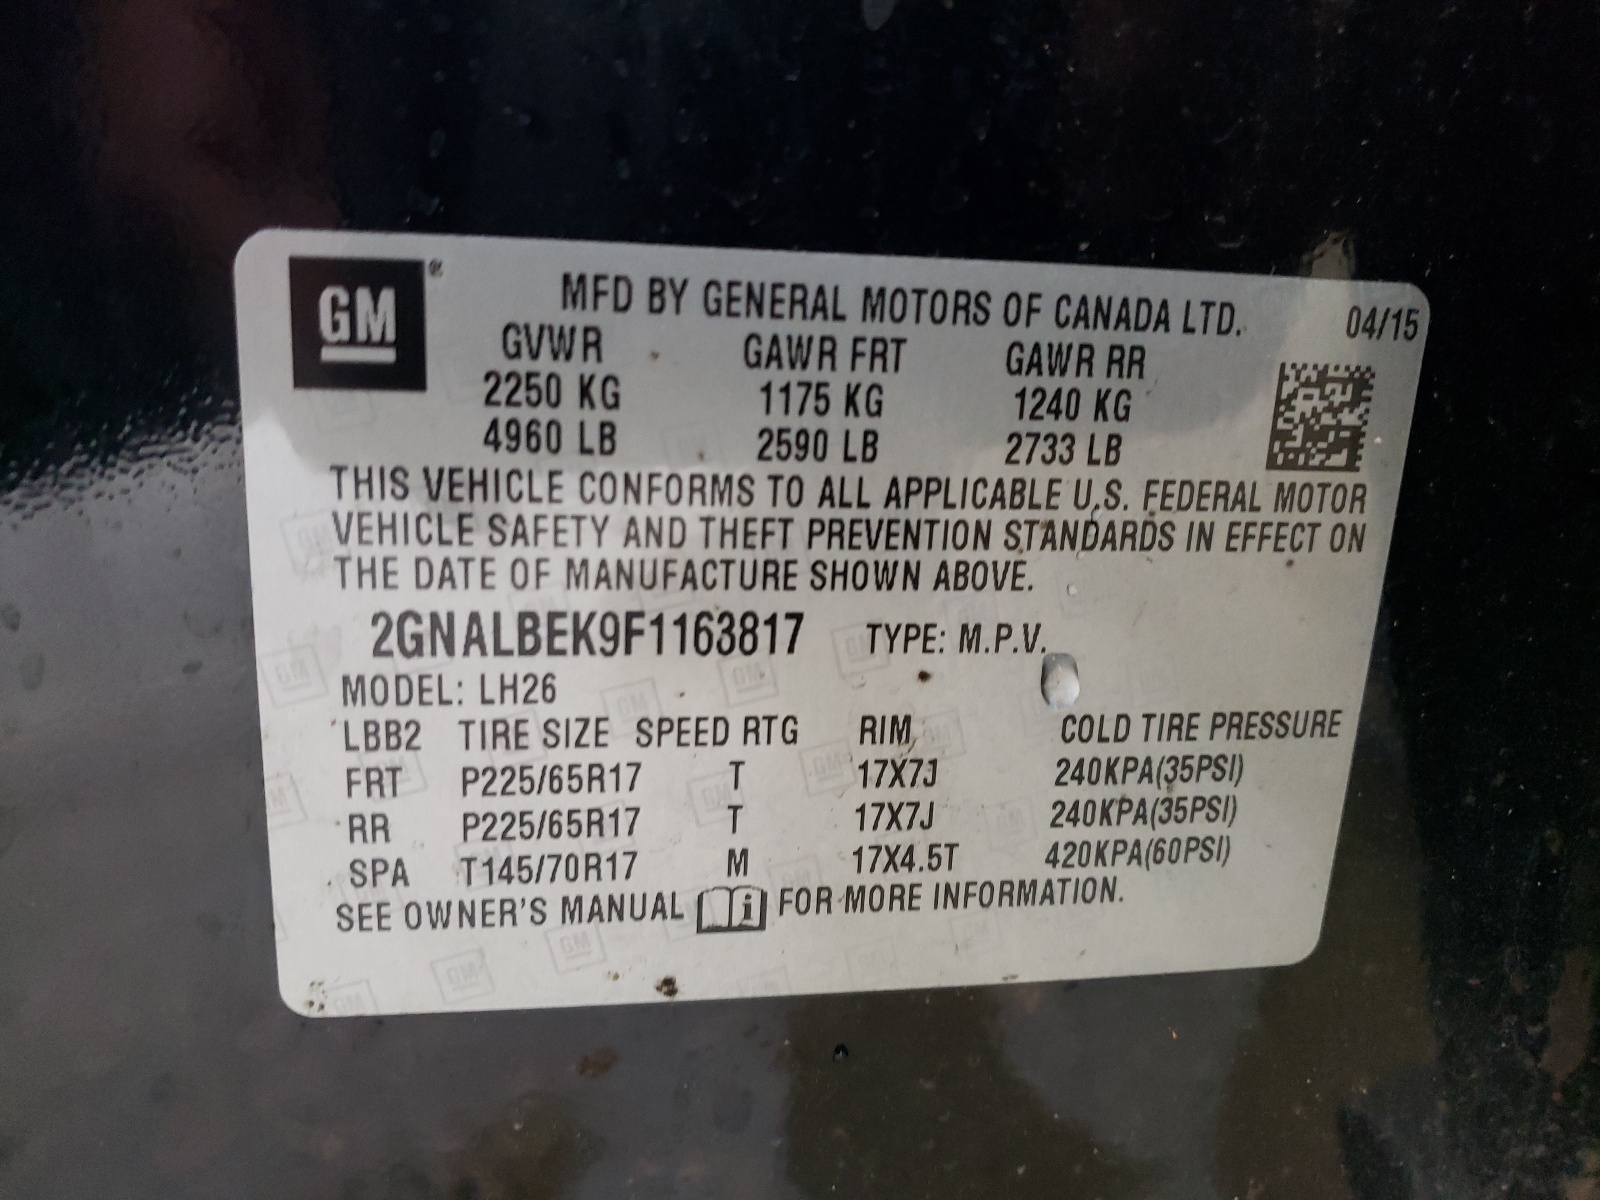 GM ®
MFD BY GENERAL MOTORS OF CANADA LTD. 04/15
GVWR GAWR FRT GAWR RR
2250 KG 1175 KG 1240 KG
4960 LB 2590 LB 2733 LB
THIS VEHICLE CONFORMS TO ALL APPLICABLE U.S. FEDERAL MOTOR
VEHICLE SAFETY AND THEFT PREVENTION STANDARDS IN EFFECT ON
THE DATE OF MANUFACTURE SHOWN ABOVE.
2GNALBEK9F1163817 TYPE: M.P.V.
MODEL: LH26
LBB2 TIRE SIZE SPEED RTG RIM COLD TIRE PRESSURE
FRT P225/65R17 T 17X7J 240KPA(35PSI)
RR P225/65R17 T 17X7J 240KPA(35PSI)
SPA T145/70R17 M 17X4.5T 420KPA(60PSI)
SEE OWNER'S MANUAL i FOR MORE INFORMATION.